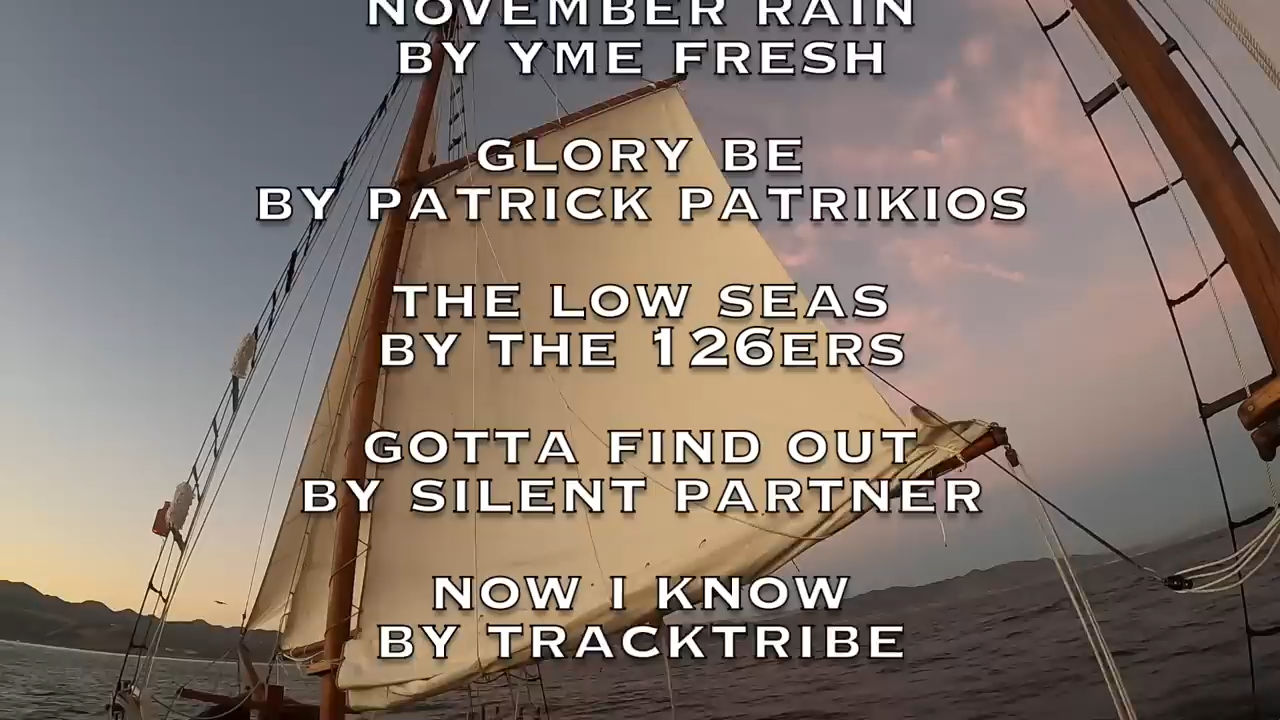 NOVEMBER RAIN
BY YME FRESH
GLORY BE
BY PATRICK PATRIKIOS
THE LOW SEAS
BY THE 126ERS
GOTTA FIND OUT
BY SILENT PARTNER
NOW I KNOW
BY TRACKTRIBE